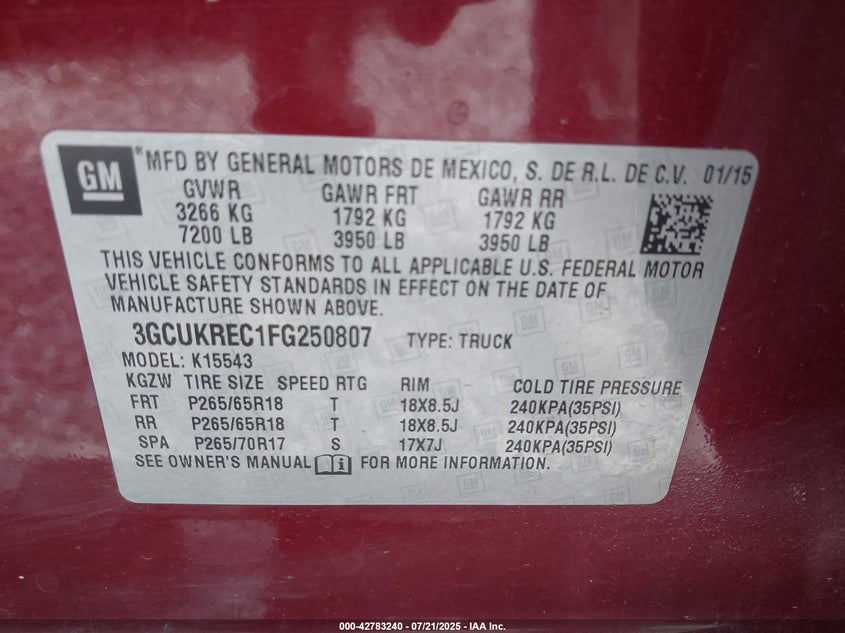 GM ® MFD BY GENERAL MOTORS DE MEXICO, S. DE R.L. DE C.V. 01/15
GVWR GAWR FRT GAWR RR
3266 KG 1792 KG 1792 KG
7200 LB 3950 LB 3950 LB
THIS VEHICLE CONFORMS TO ALL APPLICABLE U.S. FEDERAL MOTOR
VEHICLE SAFETY STANDARDS IN EFFECT ON THE DATE OF
MANUFACTURE SHOWN ABOVE.
3GCUKREC1FG250807 TYPE: TRUCK
MODEL: K15543
KGZW TIRE SIZE SPEED RTG RIM COLD TIRE PRESSURE
FRT P265/65R18 T 18X8.5J 240KPA(35PSI)
RR P265/65R18 T 18X8.5J 240KPA(35PSI)
SPA P265/70R17 S 17X7J 240KPA(35PSI)
SEE OWNER'S MANUAL FOR MORE INFORMATION.
000-42783240 - 07/21/2025 - IAA Inc.